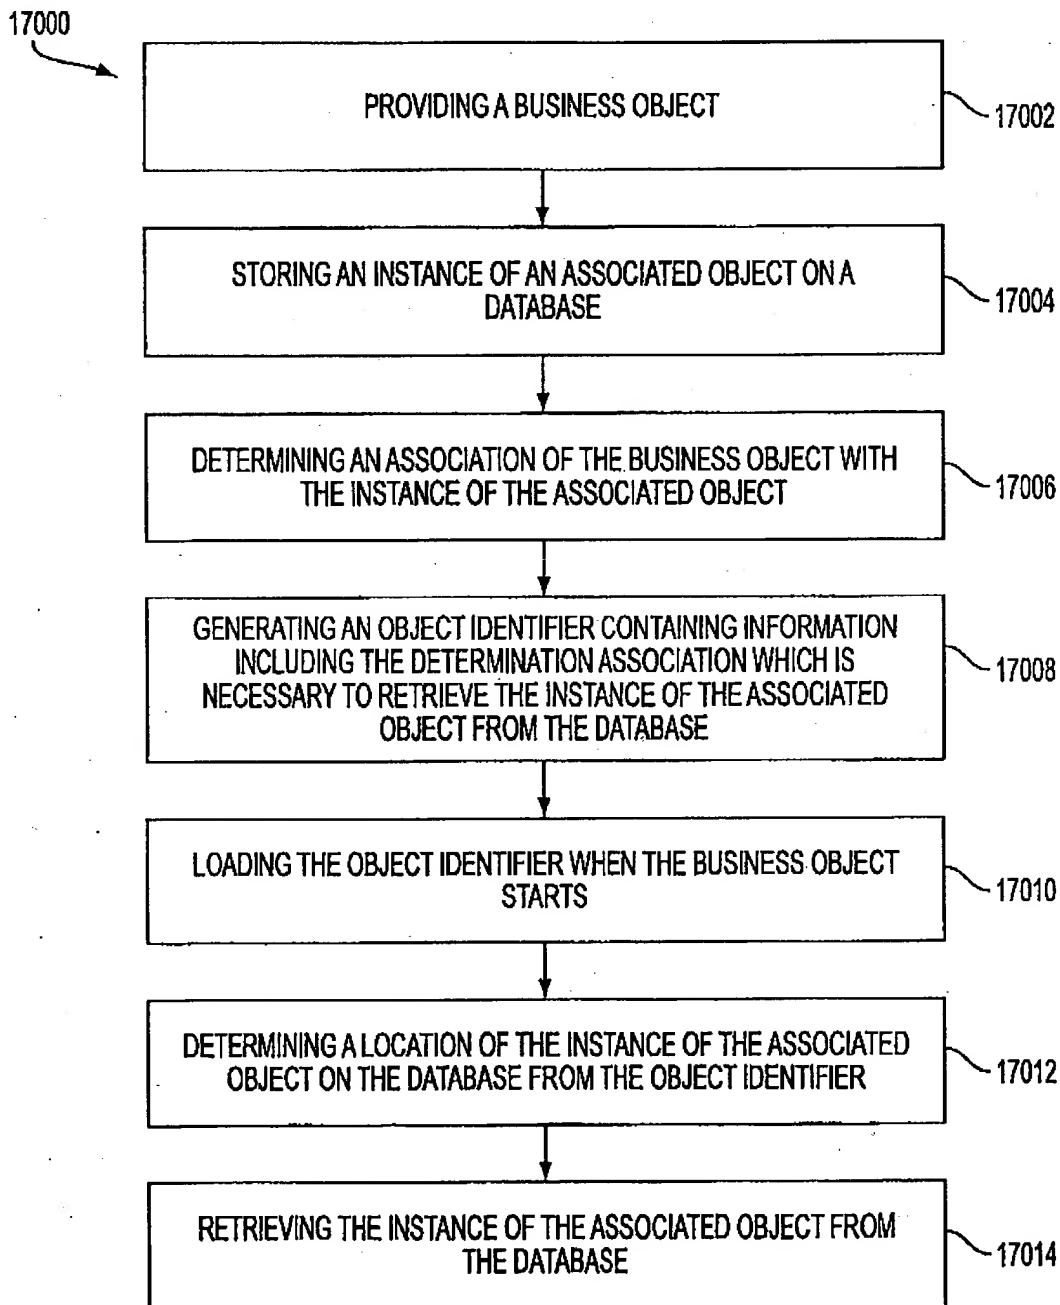 17000
PROVIDING A BUSINESS OBJECT
17002
STORING AN INSTANCE OF AN ASSOCIATED OBJECT ON A
DATABASE
17004
DETERMINING AN ASSOCIATION OF THE BUSINESS OBJECT WITH
THE INSTANCE OF THE ASSOCIATED OBJECT
17006
GENERATING AN OBJECT IDENTIFIER CONTAINING INFORMATION
INCLUDING THE DETERMINATION ASSOCIATION WHICH IS
NECESSARY TO RETRIEVE THE INSTANCE OF THE ASSOCIATED
OBJECT FROM THE DATABASE
17008
LOADING THE OBJECT IDENTIFIER WHEN THE BUSINESS OBJECT
STARTS
17010
DETERMINING A LOCATION OF THE INSTANCE OF THE ASSOCIATED
OBJECT ON THE DATABASE FROM THE OBJECT IDENTIFIER
17012
RETRIEVING THE INSTANCE OF THE ASSOCIATED OBJECT FROM
THE DATABASE
17014